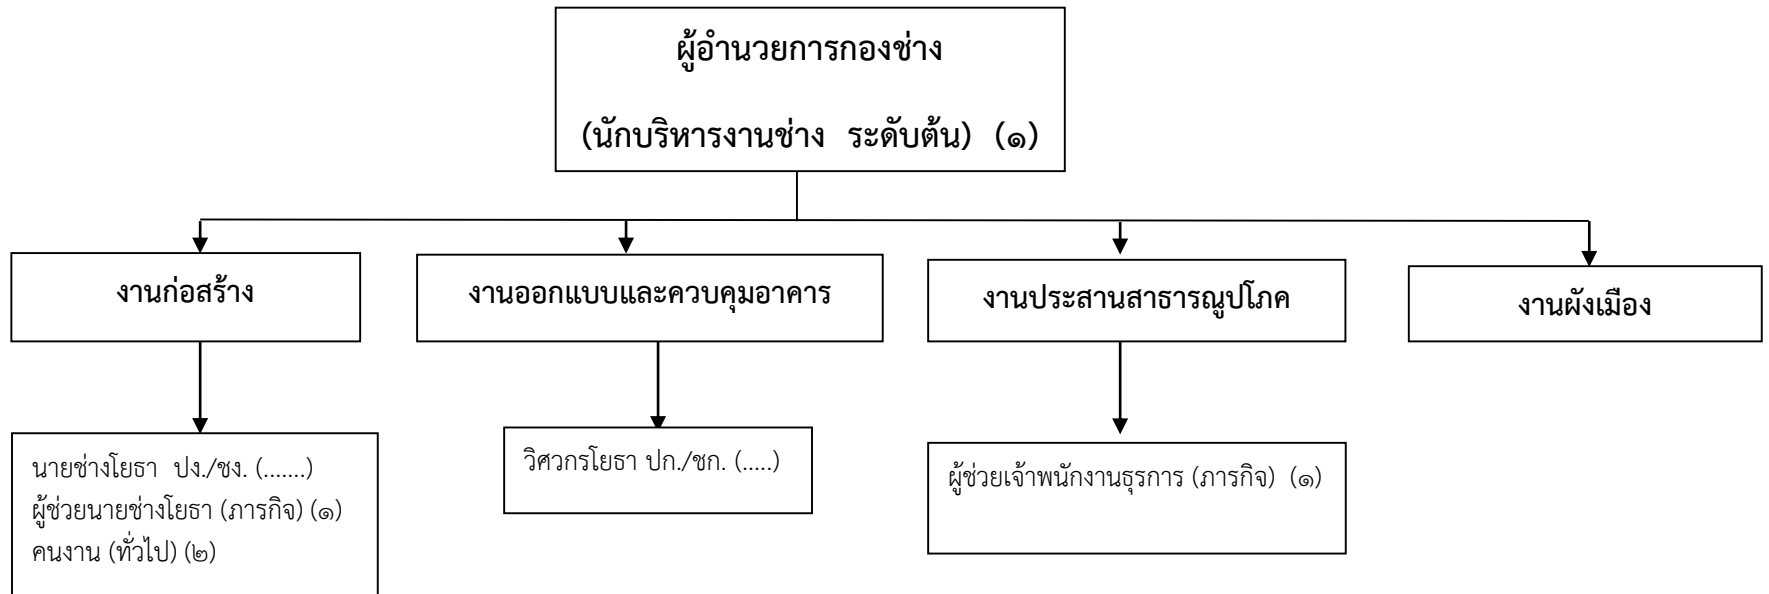 ผู้อำนวยการกองช่าง
(นักบริหารงานช่าง ระดับต้น) (๑)
งานก่อสร้าง
งานออกแบบและควบคุมอาคาร
งานประสานสาธารณูปโภค
งานผังเมือง
นายช่างโยธา ปง./ชง. (.......)
ผู้ช่วยนายช่างโยธา (ภารกิจ) (๑)
คนงาน (ทั่วไป) (๒)
วิศวกรโยธา ปก./ชก. (.....)
ผู้ช่วยเจ้าพนักงานธุรการ (ภารกิจ) (๑)